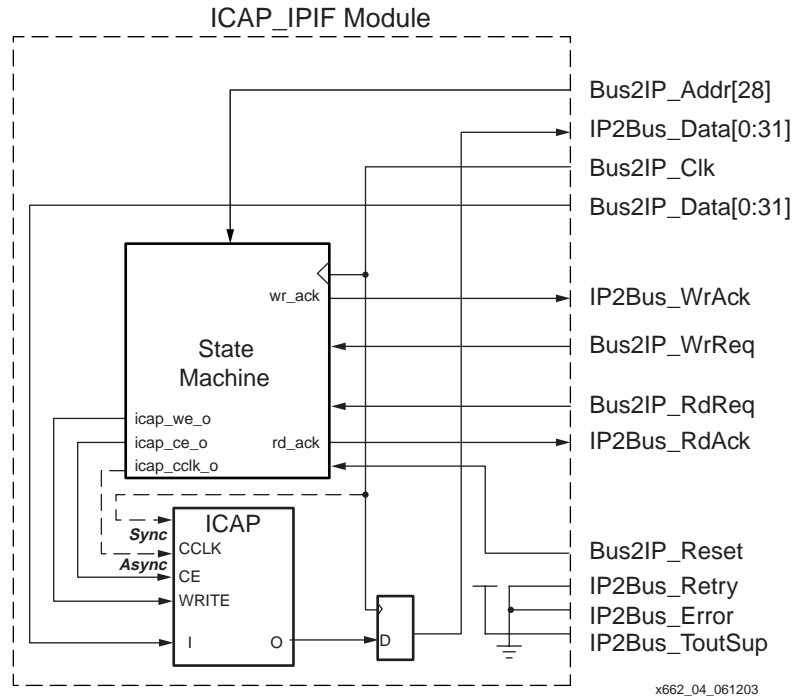 ICAP_IPIF Module
Bus2IP_Addr[28]
IP2Bus_Data[0:31]
Bus2IP_Clk
Bus2IP_Data[0:31]
wr_ack
IP2Bus_WrAck
State
Machine
Bus2IP_WrReq
Bus2IP_RdReq
icap_we_o
icap_ce_o
rd_ack
IP2Bus_RdAck
icap_cclk_o
ICAP
Sync
CCLK
Async
CE
WRITE
I
O
D
Bus2IP_Reset
IP2Bus_Retry
IP2Bus_Error
IP2Bus_ToutSup
x662_04_061203